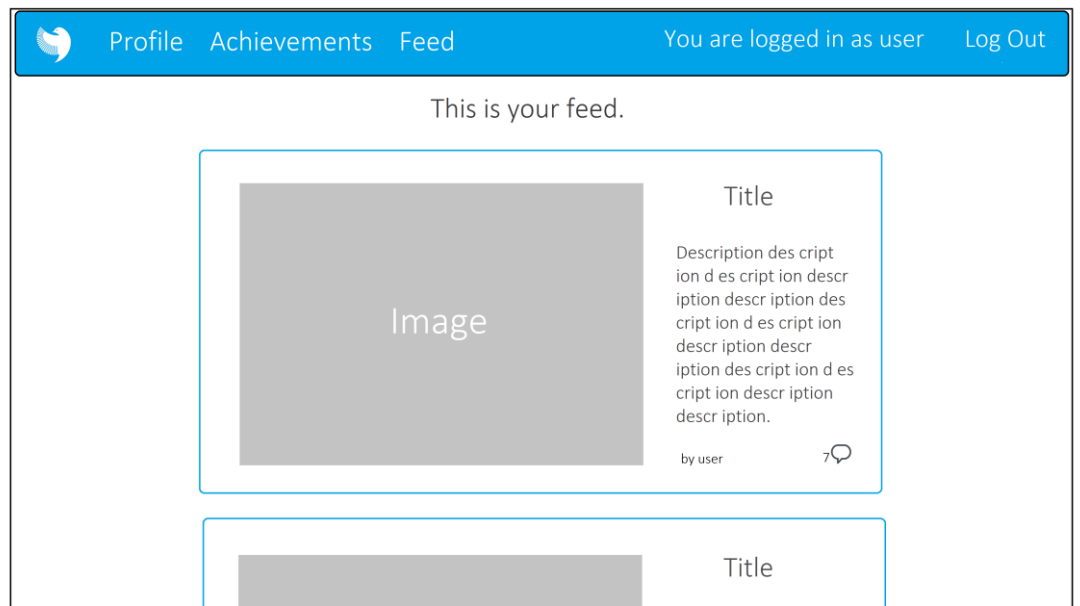 Profile Achievements Feed You are logged in as user Log Out
This is your feed.
Image
Title
Description des cript
ion d es cript ion descr
iption descr iption des
cript ion d es cript ion
descr iption descr
iption des cript ion d es
cript ion descr iption
descr iption.
by user 7
Title